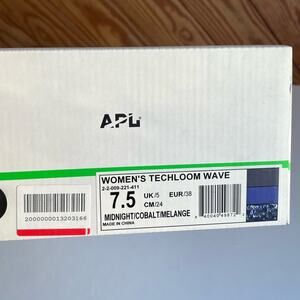 APL
WOMEN'S TECHLOOM WAVE
2-2-009-221-411
7.5 UK/5 EUR/38
CM/24
MIDNIGHT/COBALT/MELANGE
MADE IN CHINA
2000000013203166